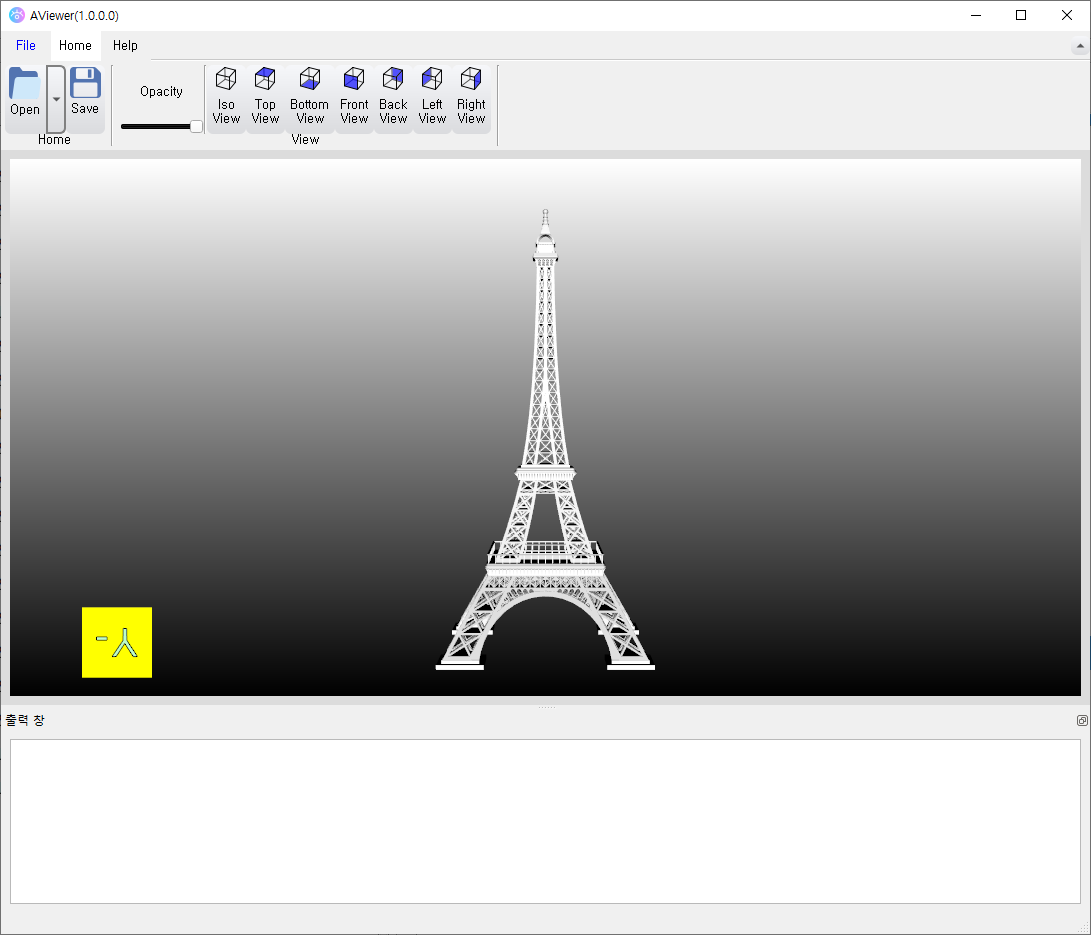 AViewer(1.0.0.0)
File Home Help
Open
Save
Home
Opacity
Iso View
Top View
Bottom View
Front View
Back View
Left View
Right View
View
-Y
출력 창